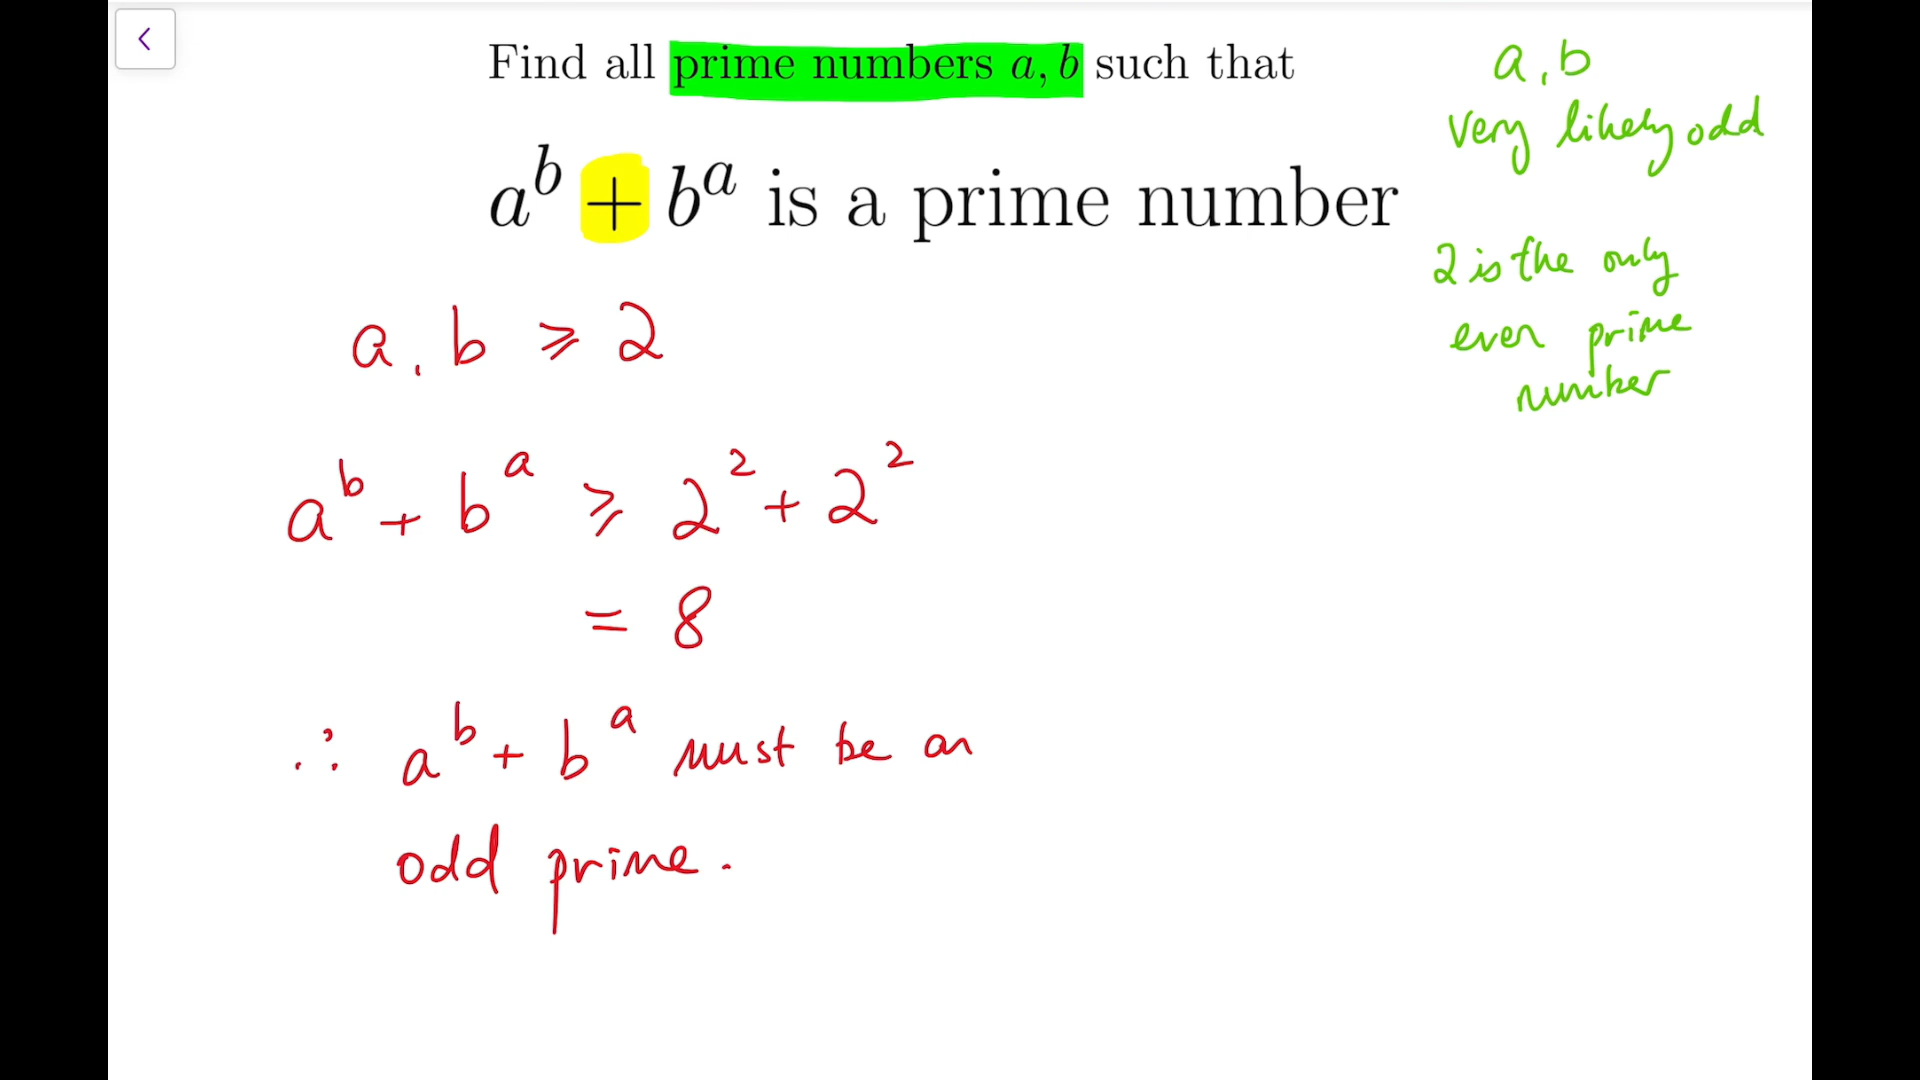 Find all prime numbers a, b such that
a^b + b^a is a prime number
a, b
very likely odd
2 is the only
even prime
number
a, b ⩾ 2
a^b + b^a ⩾ 2^2 + 2^2
= 8
∴ a^b + b^a must be an
odd prime.